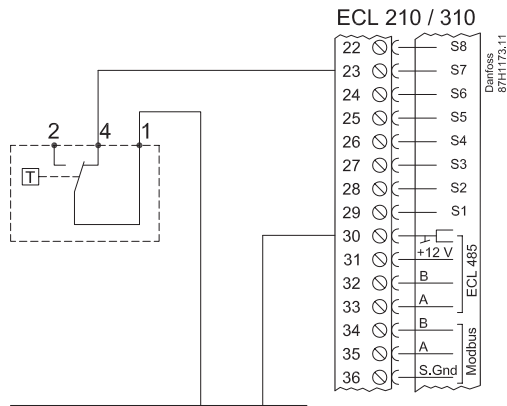 ECL 210 / 310
22 S8
23 S7
24 S6
25 S5
26 S4
27 S3
28 S2
29 S1
30
31 +12 V
32 B
33 A
34 B
35 A
36 S.Gnd
ECL 485
Modbus
Danfoss
87H1173.11
2 4 1
T